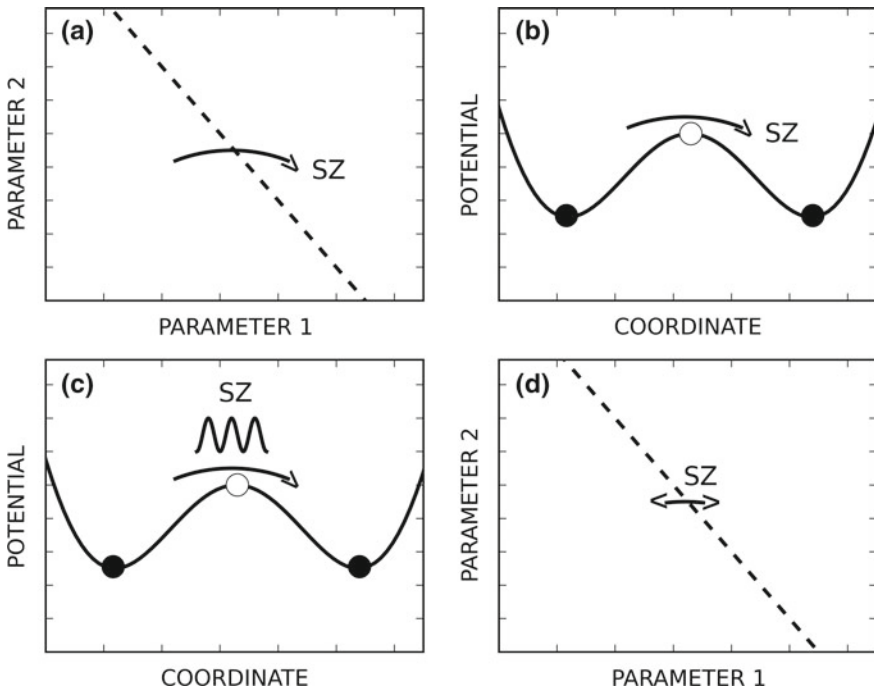 (a)
PARAMETER 2
SZ
PARAMETER 1
(b)
POTENTIAL
SZ
COORDINATE
(c)
SZ
POTENTIAL
COORDINATE
(d)
PARAMETER 2
SZ
PARAMETER 1